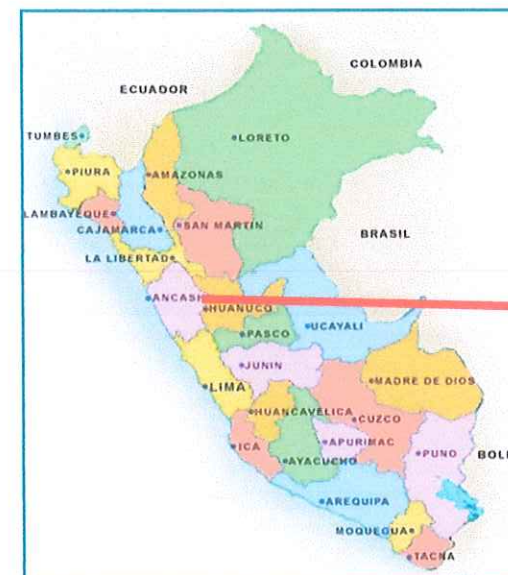 COLOMBIA
ECUADOR
TUMBES
LORETO
PIURA
AMAZONAS
LAMBAYEQUE
SAN MARTIN
CAJAMARCA
BRASIL
LA LIBERTAD
ANCASH
HUANUCO
UCAYALI
PASCO
JUNIN
LIMA
MADRE DE DIOS
HUANCAVELICA
CUZCO
ICA
APURIMAC
PUNO
BOLI
AYACUCHO
AREQUIPA
MOQUEGUA
TACNA